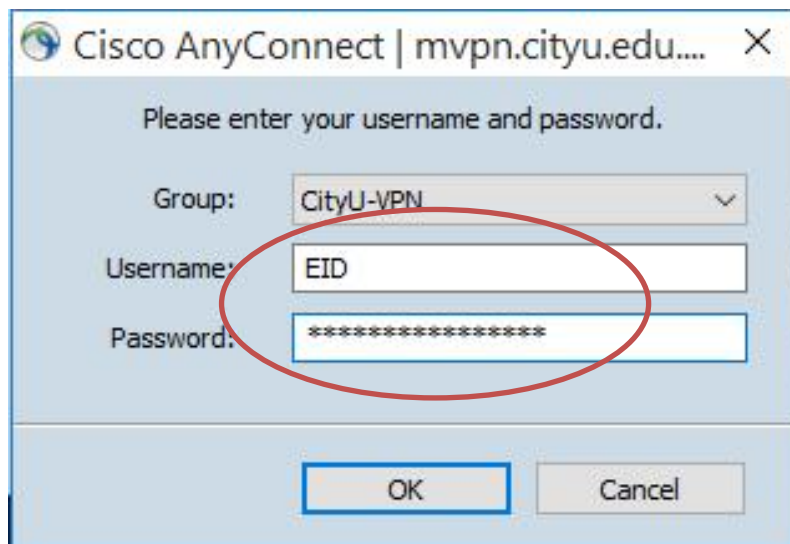 Cisco AnyConnect | mvpn.cityu.edu....
Please enter your username and password.
Group: CityU-VPN
Username: EID
Password: ****************
OK Cancel